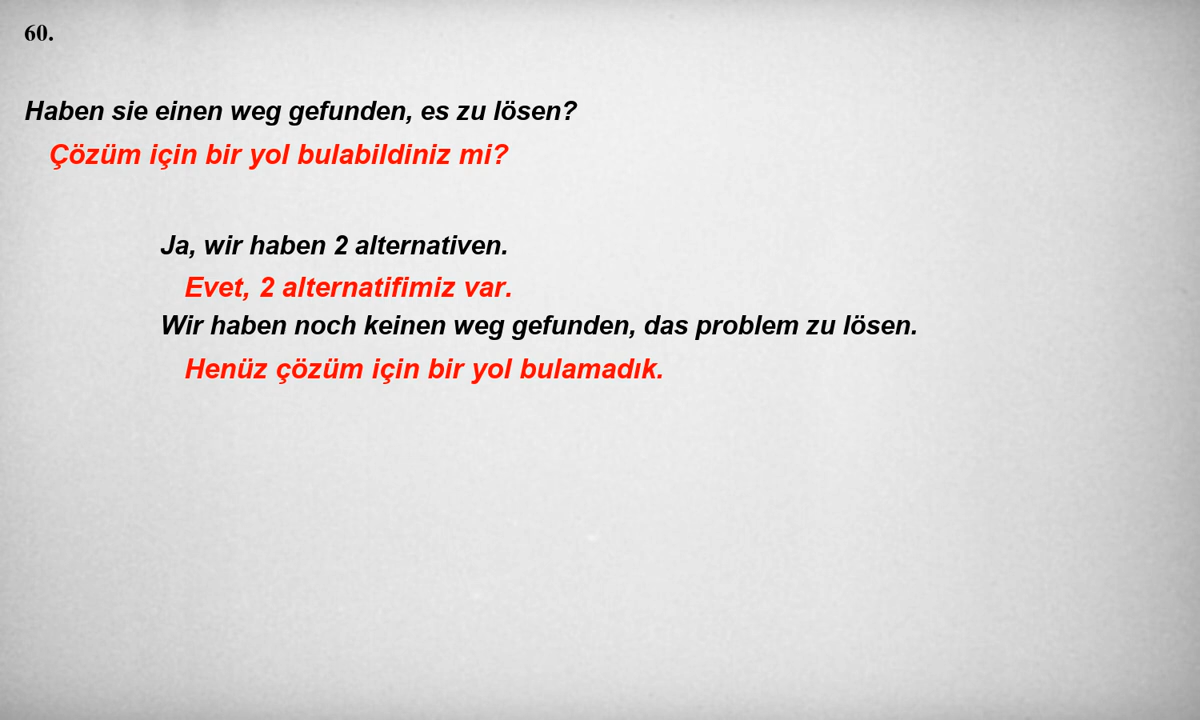 60.
Haben sie einen weg gefunden, es zu lösen?
Çözüm için bir yol bulabildiniz mi?
Ja, wir haben 2 alternativen.
Evet, 2 alternatifimiz var.
Wir haben noch keinen weg gefunden, das problem zu lösen.
Henüz çözüm için bir yol bulamadık.